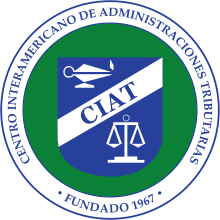 CENTRO INTERAMERICANO DE ADMINISTRACIONES TRIBUTARIAS
CIAT
• FUNDADO 1967 •